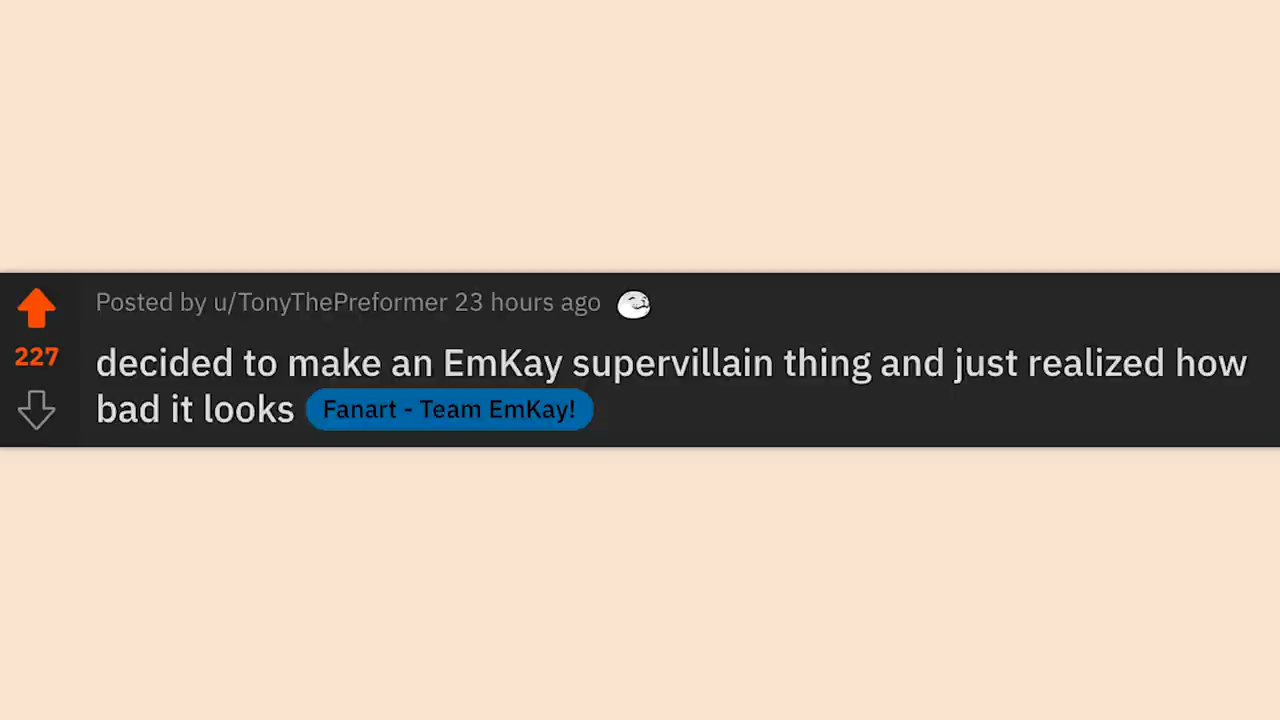 Posted by u/TonyThePreformer 23 hours ago
227
decided to make an EmKay supervillain thing and just realized how
bad it looks Fanart - Team EmKay!